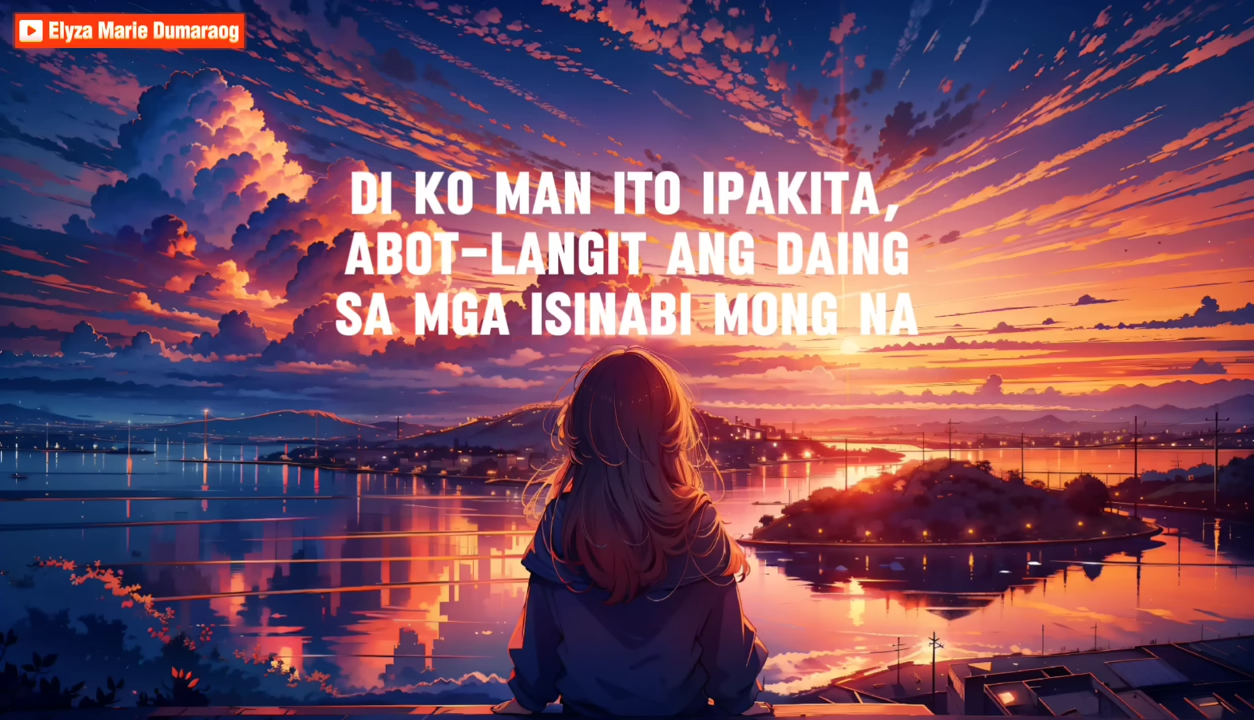 Elyza Marie Dumaraog
DI KO MAN ITO IPAKITA,
ABOT-LANGIT ANG DAING
SA MGA ISINABI MONG NA